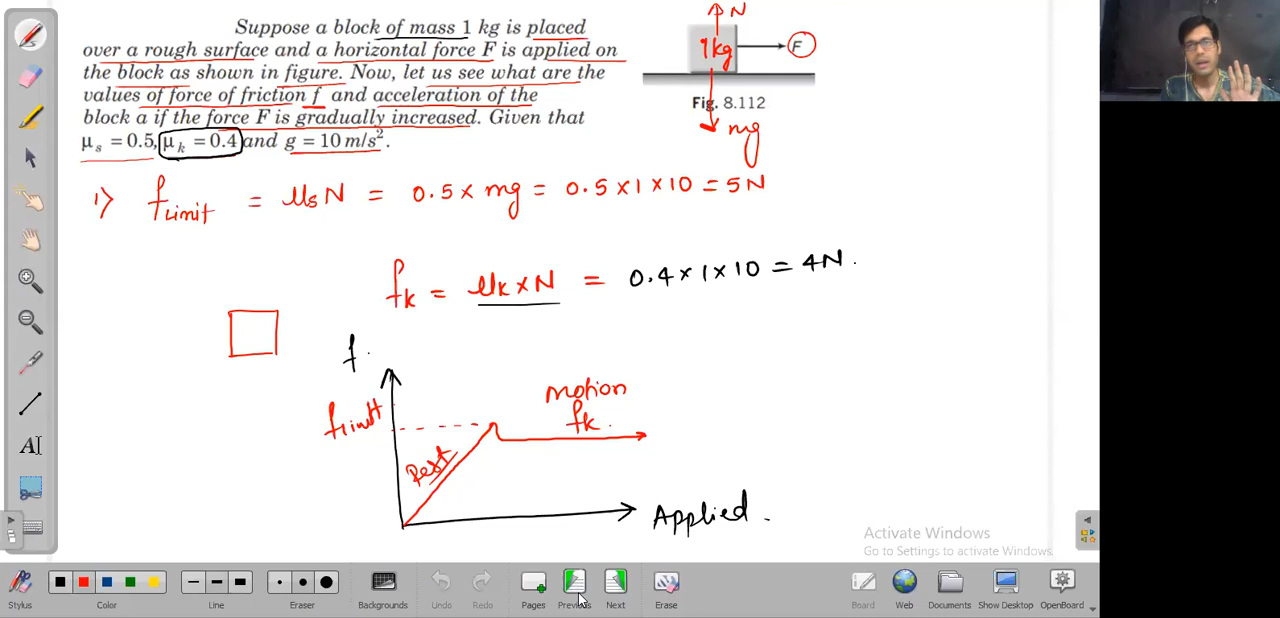 Suppose a block of mass 1 kg is placed
over a rough surface and a horizontal force F is applied on
the block as shown in figure. Now, let us see what are the
values of force of friction f and acceleration of the
block a if the force F is gradually increased. Given that
μs = 0.5, μk = 0.4 and g = 10 m/s².
N
1kg
F
Fig. 8.112
mg
1) flimit = μsN = 0.5 × mg = 0.5 × 1 × 10 = 5N
fk = μk × N = 0.4 × 1 × 10 = 4N.
f.
flimit
Rest
motion
fk.
Applied.
Activate Windows
Go to Settings to activate Windows.
Stylus
Color
Line
Eraser
Backgrounds
Undo
Redo
Pages
Previous
Next
Erase
Board
Web
Documents
Show Desktop
OpenBoard